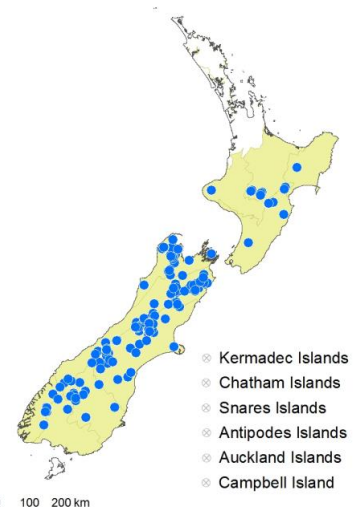 Kermadec Islands
Chatham Islands
Snares Islands
Antipodes Islands
Auckland Islands
Campbell Island
100 200 km